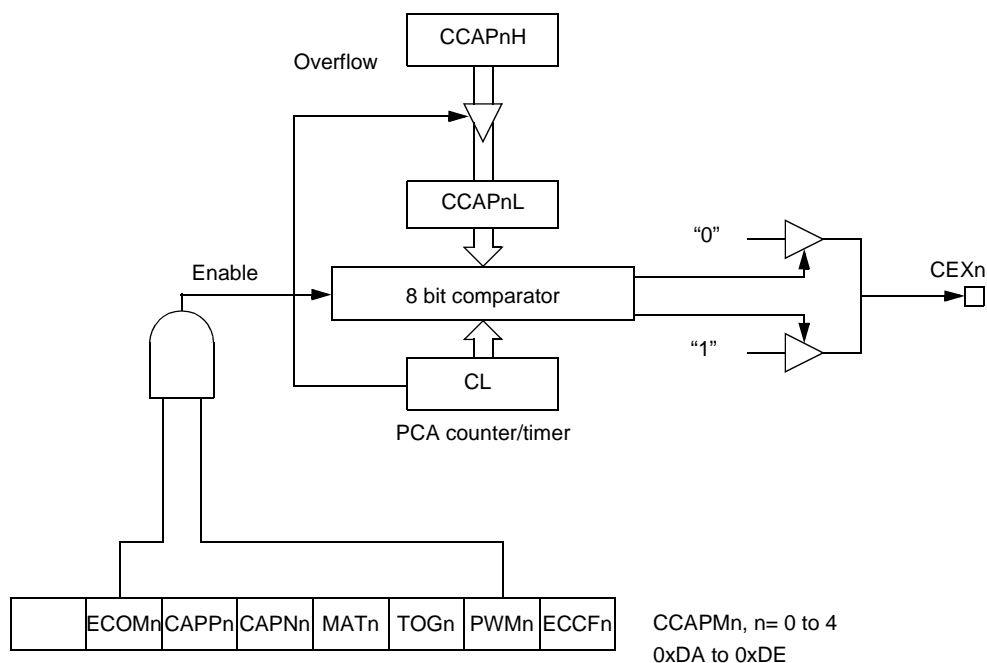 CCAPnH
Overflow
CCAPnL
“0”
Enable
8 bit comparator
CEXn
“1”
CL
PCA counter/timer
ECOMn CAPPn CAPNn MATn TOGn PWMn ECCFn
CCAPMn, n= 0 to 4
0xDA to 0xDE